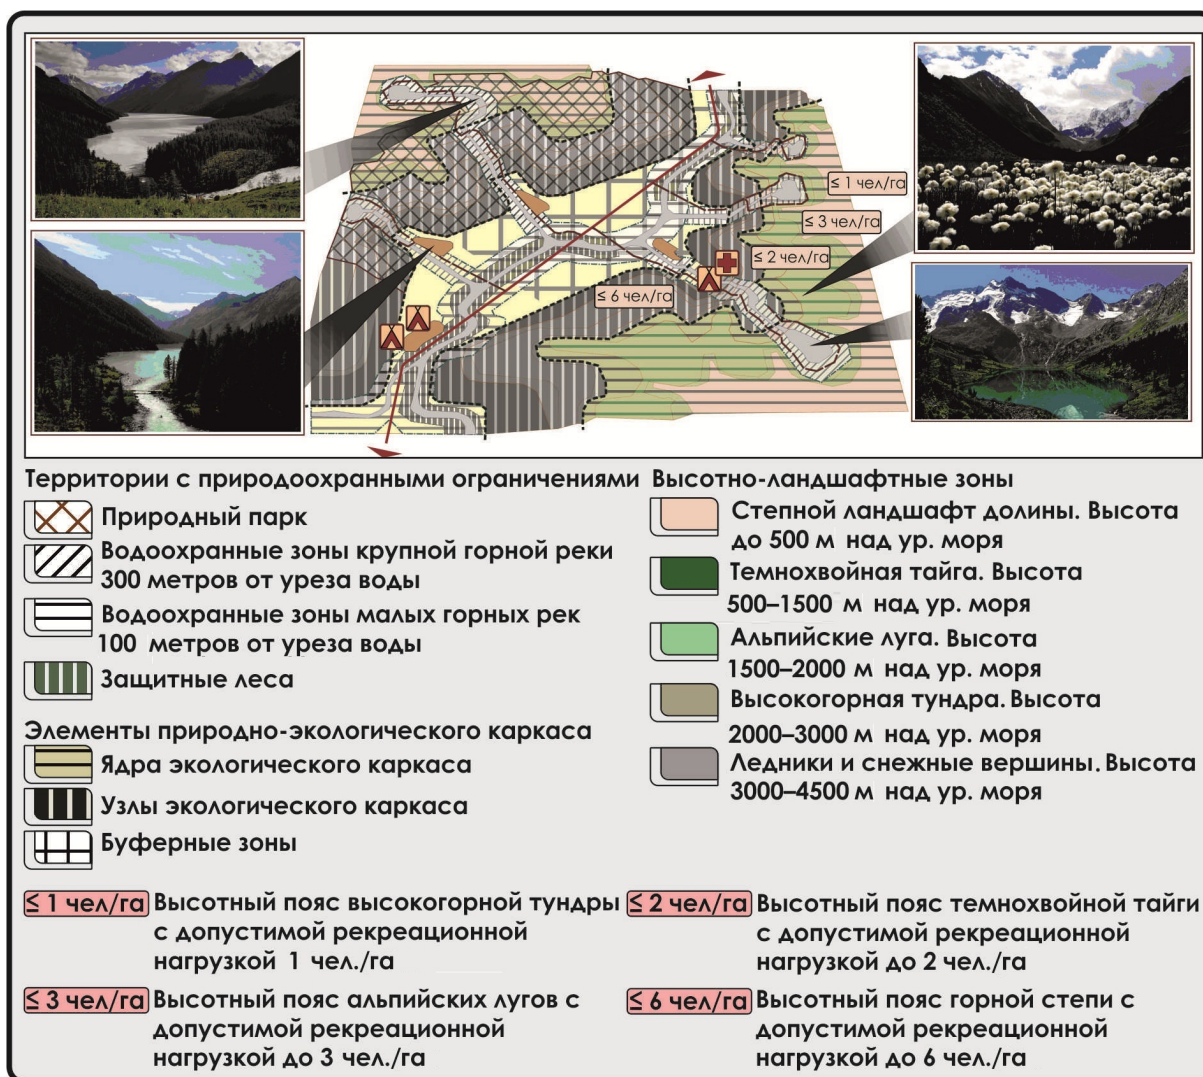 ≤ 1 чел/га
≤ 3 чел/га
≤ 2 чел/га
≤ 6 чел/га
Территории с природоохранными ограничениями
Природный парк
Водоохранные зоны крупной горной реки
300 метров от уреза воды
Водоохранные зоны малых горных рек
100 метров от уреза воды
Защитные леса
Элементы природно-экологического каркаса
Ядра экологического каркаса
Узлы экологического каркаса
Буферные зоны
Высотно-ландшафтные зоны
Степной ландшафт долины. Высота
до 500 м над ур. моря
Темнохвойная тайга. Высота
500–1500 м над ур. моря
Альпийские луга. Высота
1500–2000 м над ур. моря
Высокогорная тундра. Высота
2000–3000 м над ур. моря
Ледники и снежные вершины. Высота
3000–4500 м над ур. моря
≤ 1 чел/га Высотный пояс высокогорной тундры
с допустимой рекреационной
нагрузкой 1 чел./га
≤ 2 чел/га Высотный пояс темнохвойной тайги
с допустимой рекреационной
нагрузкой до 2 чел./га
≤ 3 чел/га Высотный пояс альпийских лугов с
допустимой рекреационной
нагрузкой до 3 чел./га
≤ 6 чел/га Высотный пояс горной степи с
допустимой рекреационной
нагрузкой до 6 чел./га